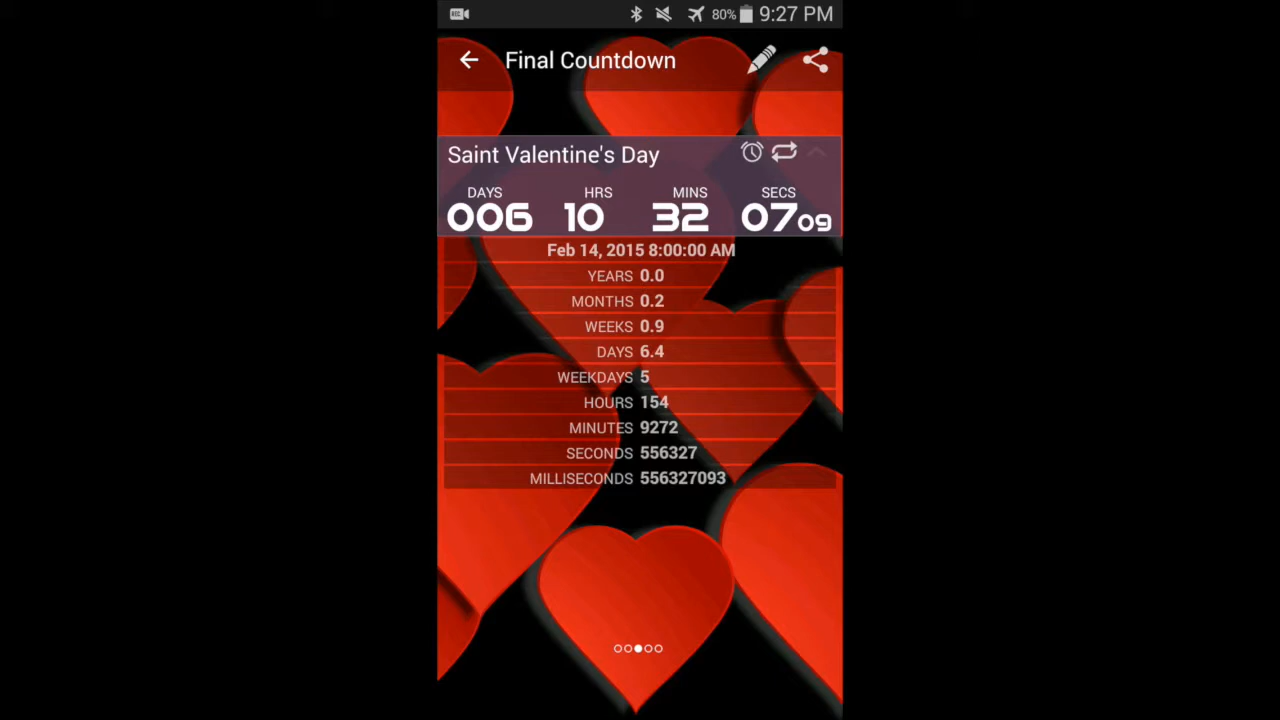 REC 80% 9:27 PM
Final Countdown
Saint Valentine's Day
DAYS HRS MINS SECS
006 10 32 07 09
Feb 14, 2015 8:00:00 AM
YEARS 0.0
MONTHS 0.2
WEEKS 0.9
DAYS 6.4
WEEKDAYS 5
HOURS 154
MINUTES 9272
SECONDS 556327
MILLISECONDS 556327093